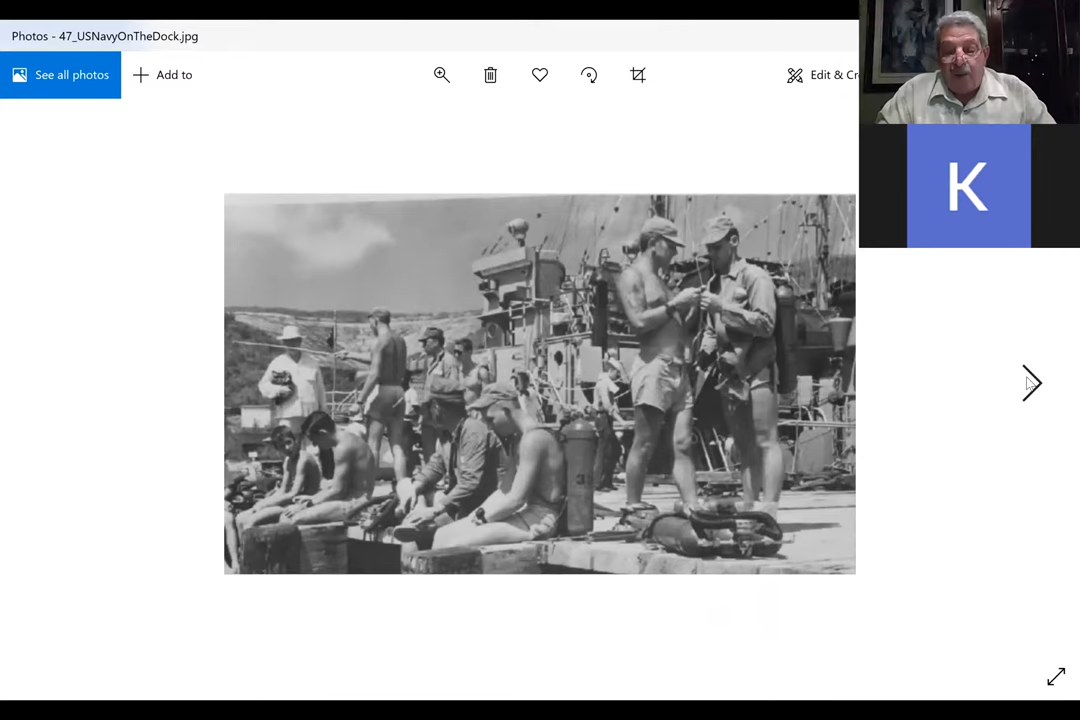 Photos - 47_USNavyOnTheDock.jpg
See all photos
Add to
Edit & Cr
K